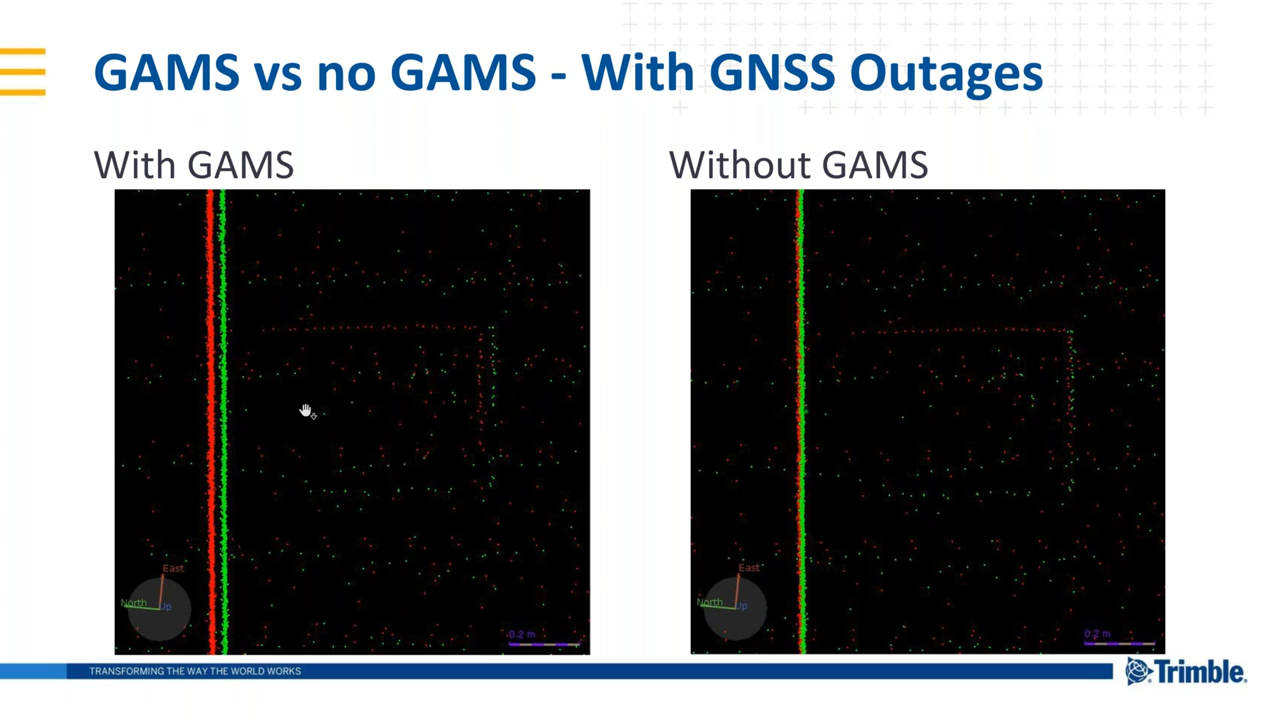 GAMS vs no GAMS - With GNSS Outages
With GAMS
Without GAMS
East
North
Up
0.2 m
East
North
Up
0.2 m
TRANSFORMING THE WAY THE WORLD WORKS
Trimble.